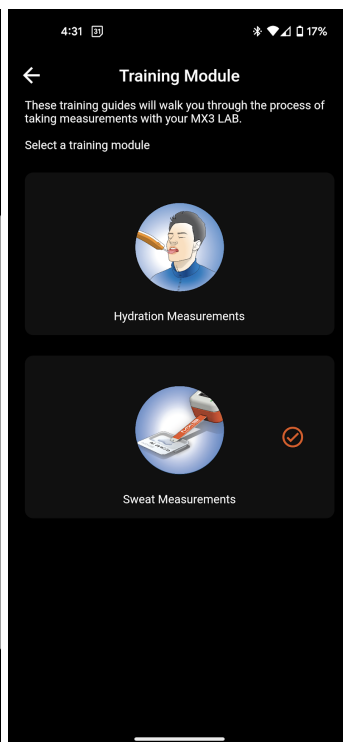 4:31 31 17%
Training Module
These training guides will walk you through the process of
taking measurements with your MX3 LAB.
Select a training module
Hydration Measurements
Sweat Measurements